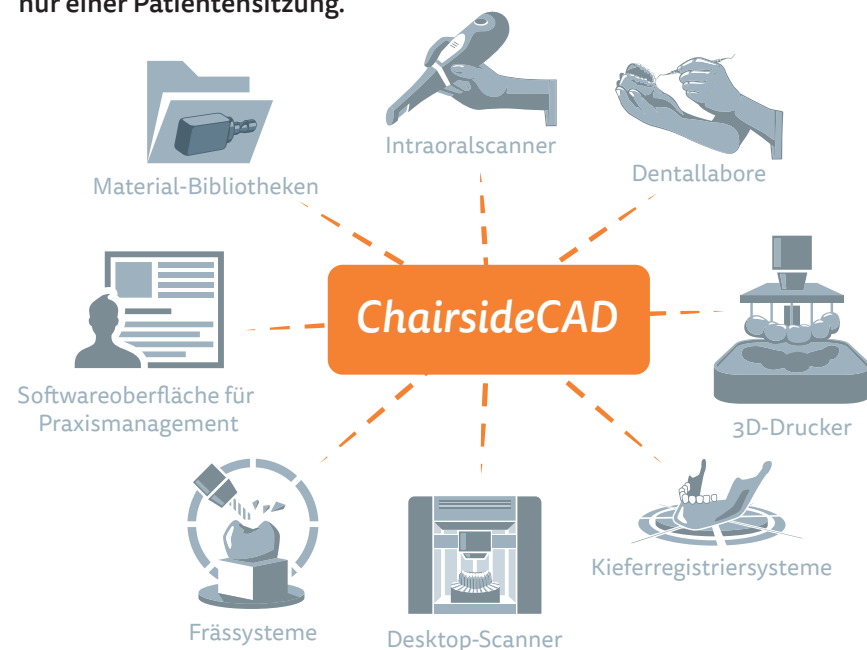 nur einer Patientensitzung.
Intraoralscanner
Dentallabore
Material-Bibliotheken
ChairsideCAD
Softwareoberfläche für
Praxismanagement
3D-Drucker
Kieferregistriersysteme
Frässysteme
Desktop-Scanner